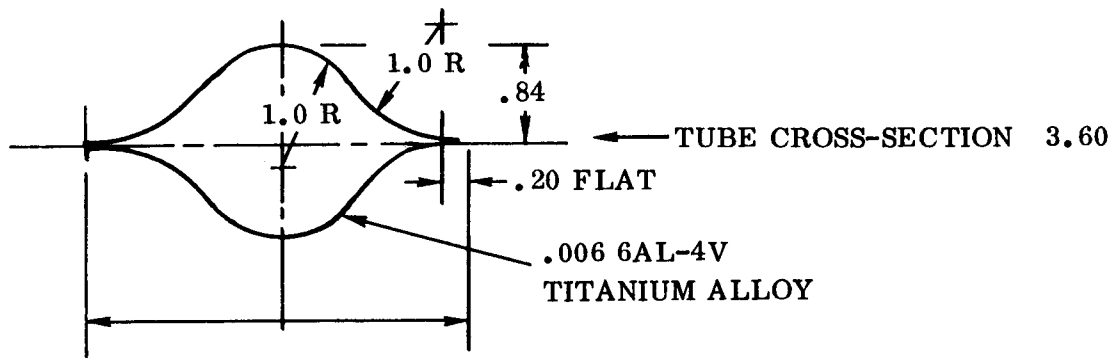 1.0 R
.84
1.0 R
TUBE CROSS-SECTION 3.60
.20 FLAT
.006 6AL-4V
TITANIUM ALLOY